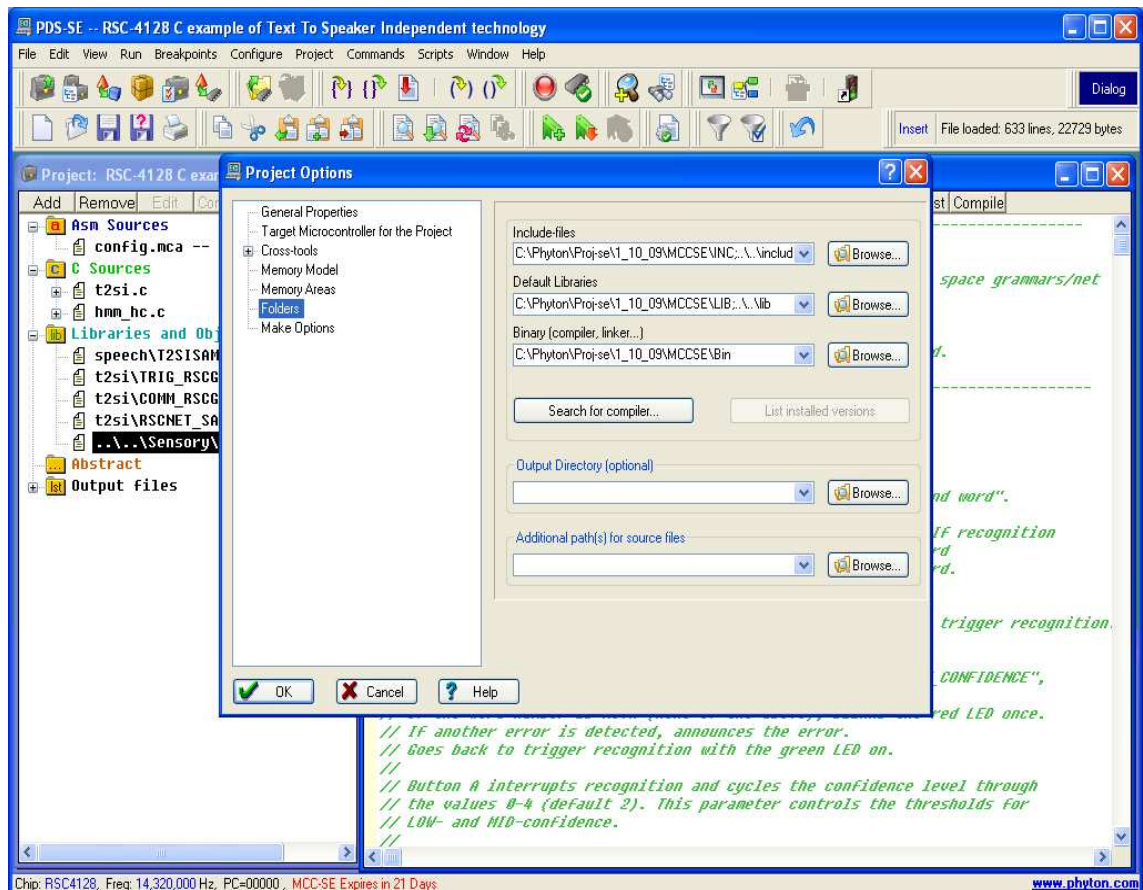 PDS-SE -- RSC-4128 C example of Text To Speaker Independent technology
File Edit View Run Breakpoints Configure Project Commands Scripts Window Help
Dialog
Insert File loaded: 633 lines, 22729 bytes
Project: RSC-4128 C exa
Add Remove Edit
Compile
Asm Sources
config.mca --
C Sources
t2si.c
hmm_hc.c
Libraries and Obj
speech\T2SISAM
t2si\TRIG_RSCG
t2si\COMM_RSCG
t2si\RSCNET_SA
..\..\Sensory\
Abstract
Output files
Project Options
General Properties
Target Microcontroller for the Project
Cross-tools
Memory Model
Memory Areas
Folders
Make Options
Include-files
C:\Phyton\Proj-se\1_10_09\MCCSE\INC;..\..\includ
Browse...
Default Libraries
C:\Phyton\Proj-se\1_10_09\MCCSE\LIB;..\..\lib
Browse...
Binary (compiler, linker...)
C:\Phyton\Proj-se\1_10_09\MCCSE\Bin
Browse...
Search for compiler... List installed versions
Output Directory (optional)
Browse...
Additional path(s) for source files
Browse...
OK Cancel Help
space grammars/net
d.
nd word".
If recognition
rd
rd.
trigger recognition.
_CONFIDENCE",
red LED once.
// If another error is detected, announces the error.
// Goes back to trigger recognition with the green LED on.
//
// Button A interrupts recognition and cycles the confidence level through
// the values 0-4 (default 2). This parameter controls the thresholds for
// LOW- and MID-confidence.
//
Chip: RSC4128, Freq: 14,320,000 Hz, PC=00000 , MCC-SE Expires in 21 Days
www.phyton.com